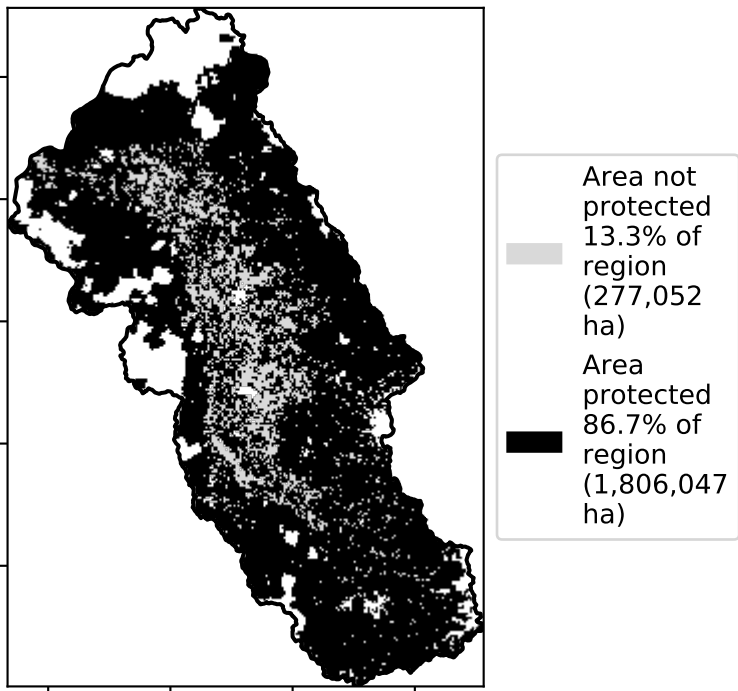 Area not
protected
13.3% of
region
(277,052
ha)
Area
protected
86.7% of
region
(1,806,047
ha)